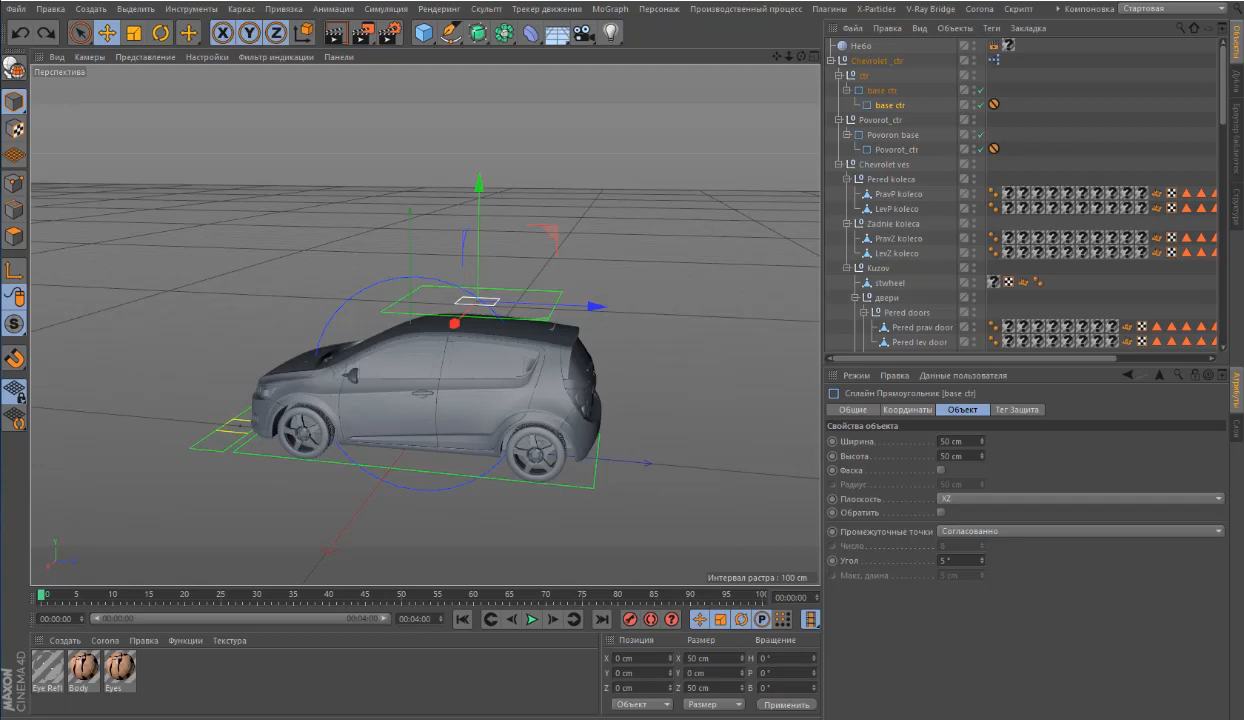 Файл Правка Создать Выделить Инструменты Каркас Привязка Анимация Симуляция Рендеринг Скульпт Трекер движения MoGraph Персонаж Производственный процесс Плагины X-Particles V-Ray Bridge Corona Скрипт Компоновка Стартовая
Вид Камеры Отображение Настройки Фильтр индикации Панели
Перспектива
Файл Правка Вид Объекты Теги Закладка
Небо
Chevrolet _ctr
ctr
base ctr
base ctr
Povorot_ctr
Povoron base
Povorot_ctr
Chevrolet ves
Pered koleca
PravP koleco
LevP koleco
Zadnie koleca
PravZ koleco
LevZ koleco
Kuzov
stwheel
двери
Pered doors
Pered prav door
Pered lev door
Объекты
Браузер библиотек
Структура
Режим Правка Данные пользователя
Сплайн Прямоугольник [base ctr]
Общие Координаты Объект Тег Защита
Свойства объекта
Ширина 50 cm
Высота 50 cm
Фаска
Радиус 50 cm
Плоскость XZ
Обратить
Промежуточные точки Согласованно
Число 8
Угол 5 °
Макс. длина 5 cm
Атрибуты
Слои
Y
X
Интервал растра : 100 cm
0 5 10 15 20 25 30 35 40 45 50 55 60 65 70 75 80 85 90 95 100 00:00:00
00:00:00 00:00:00 00:04:00 00:04:00
Создать Corona Правка Функции Текстура
Eye Refl Body Eyes
Позиция Размер Вращение
X 0 cm X 50 cm H 0 °
Y 0 cm Y 0 cm P 0 °
Z 0 cm Z 50 cm Б 0 °
Объект Размер Применить
MAXON
CINEMA 4D